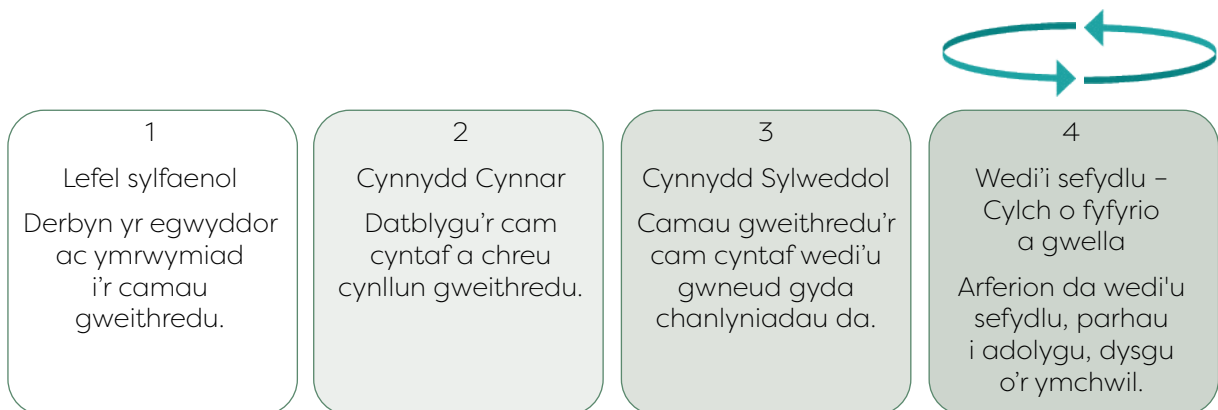 1
Lefel sylfaenol
Derbyn yr egwyddor
ac ymrwymiad
i'r camau
gweithredu.
2
Cynnydd Cynnar
Datblygu'r cam
cyntaf a chreu
cynllun gweithredu.
3
Cynnydd Sylweddol
Camau gweithredu'r
cam cyntaf wedi'u
gwneud gyda
chanlyniadau da.
4
Wedi'i sefydlu –
Cylch o fyfyrio
a gwella
Arferion da wedi'u
sefydlu, parhau
i adolygu, dysgu
o'r ymchwil.